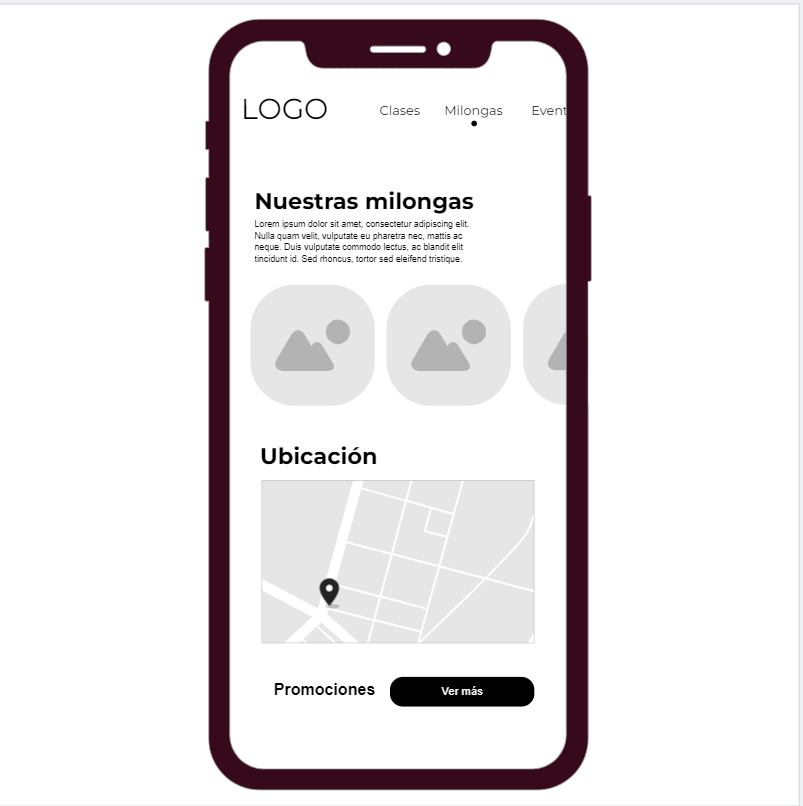 LOGO
Clases Milongas Event
Nuestras milongas
Lorem ipsum dolor sit amet, consectetur adipiscing elit.
Nulla quam velit, vulputate eu pharetra nec, mattis ac
neque. Duis vulputate commodo lectus, ac blandit elit
tincidunt id. Sed rhoncus, tortor sed eleifend tristique.
Ubicación
Promociones
Ver más